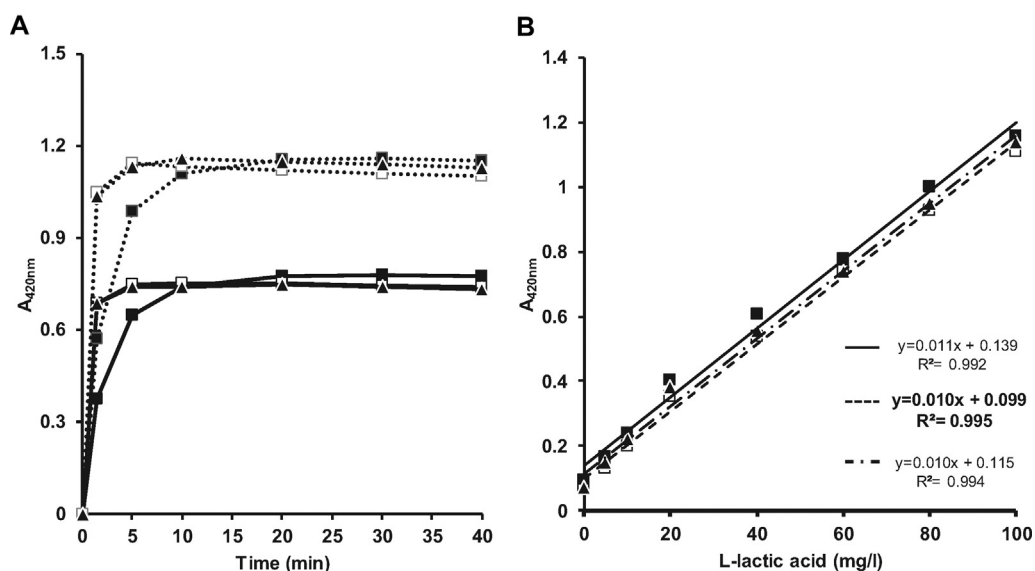 A
1.5
1.2
0.9
0.6
0.3
0
A420nm
0 5 10 15 20 25 30 35 40
Time (min)
B
1.4
1.2
1
0.8
0.6
0.4
0.2
0
A420nm
y=0.011x + 0.139
R²= 0.992
y=0.010x + 0.099
R²= 0.995
y=0.010x + 0.115
R²= 0.994
0 20 40 60 80 100
L-lactic acid (mg/l)